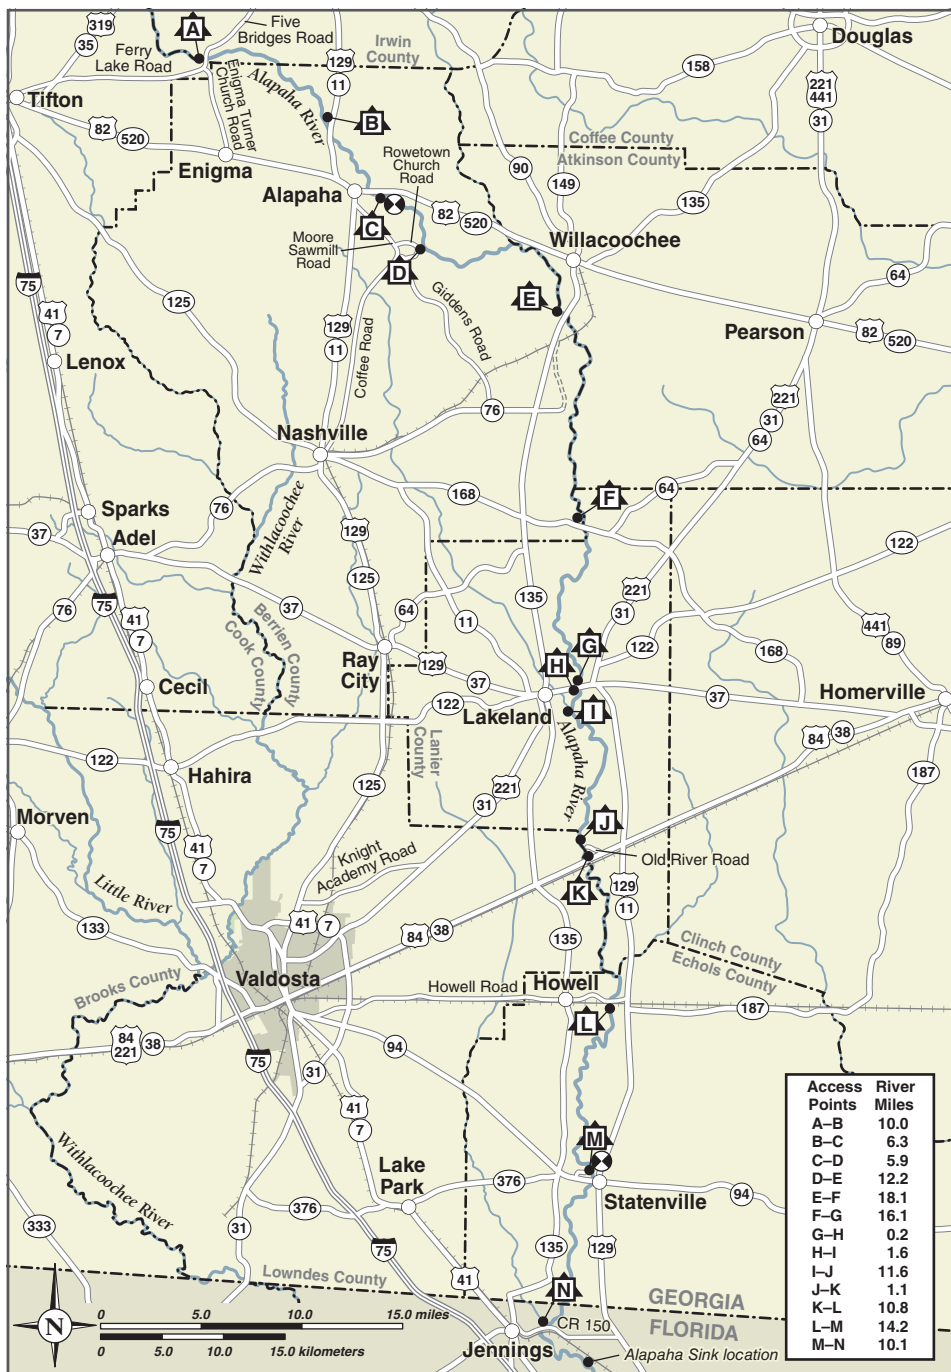 319
A
Five
Bridges Road
35
Ferry
Lake Road
Irwin
County
129
11
Douglas
158
221
441
31
Enigma Turner
Church Road
Alapaha River
Tifton
B
82
520
Rowetown
Church
Road
Coffee County
Atkinson County
90
149
Enigma
Alapaha
135
82
520
C
Moore
Sawmill
Road
Willacoochee
D
64
75
E
125
41
7
Giddens Road
129
11
Coffee Road
Pearson
82
520
Lenox
221
76
31
Nashville
64
168
F
64
76
Sparks
Withlacoochee
River
129
37
Adel
122
125
221
135
76
75
37
64
31
41
7
11
441
Berrien County
Cook County
G
122
89
Ray
City
H
168
129
37
Cecil
37
Homerville
122
Lakeland
I
84
38
Lanier
County
Alapaha River
122
Hahira
187
125
221
31
Morven
J
75
41
7
Knight
Academy Road
Old River Road
Little River
K
129
11
133
41
7
84
38
135
Clinch County
Echols County
Brooks County
Valdosta
Howell Road
Howell
187
L
84
221
38
94
75
31
41
7
Access
Points
River
Miles
A–B 10.0
B–C 6.3
C–D 5.9
D–E 12.2
E–F 18.1
F–G 16.1
G–H 0.2
H–I 1.6
I–J 11.6
J–K 1.1
K–L 10.8
L–M 14.2
M–N 10.1
M
Withlacoochee River
Lake
Park
376
Statenville
94
376
333
31
135
129
75
Lowndes County
41
N
GEORGIA
FLORIDA
CR 150
N
0 5.0 10.0 15.0 miles
0 5.0 10.0 15.0 kilometers
Jennings
Alapaha Sink location